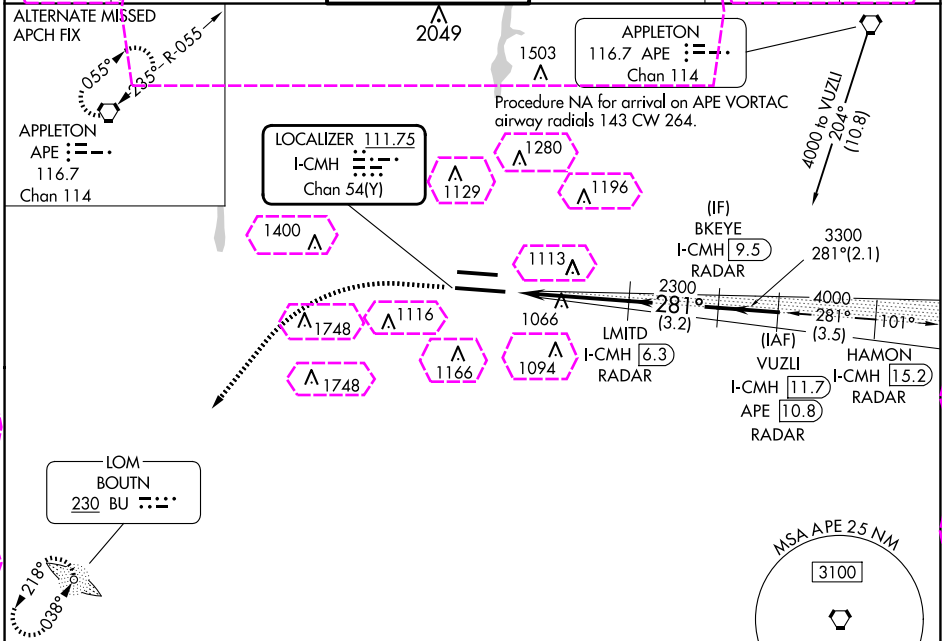 ALTERNATE MISSED
APCH FIX
055°
235°
R-055
APPLETON
APE
116.7
Chan 114
2049
1503
APPLETON
116.7 APE
Chan 114
Procedure NA for arrival on APE VORTAC
airway radials 143 CW 264.
4000 to VUZLI
204°
(10.8)
LOCALIZER 111.75
I-CMH
Chan 54(Y)
1280
1129
1196
1400
1113
(IF)
BKEYE
I-CMH 9.5
RADAR
3300
281°(2.1)
2300
281°
(3.2)
4000
281°
(3.5)
101°
1748
1116
1066
1166
1094
1748
LMITD
I-CMH 6.3
RADAR
(IAF)
VUZLI
I-CMH 11.7
APE 10.8
RADAR
HAMON
I-CMH 15.2
RADAR
LOM
BOUTN
230 BU
218°
038°
MSA APE 25 NM
3100